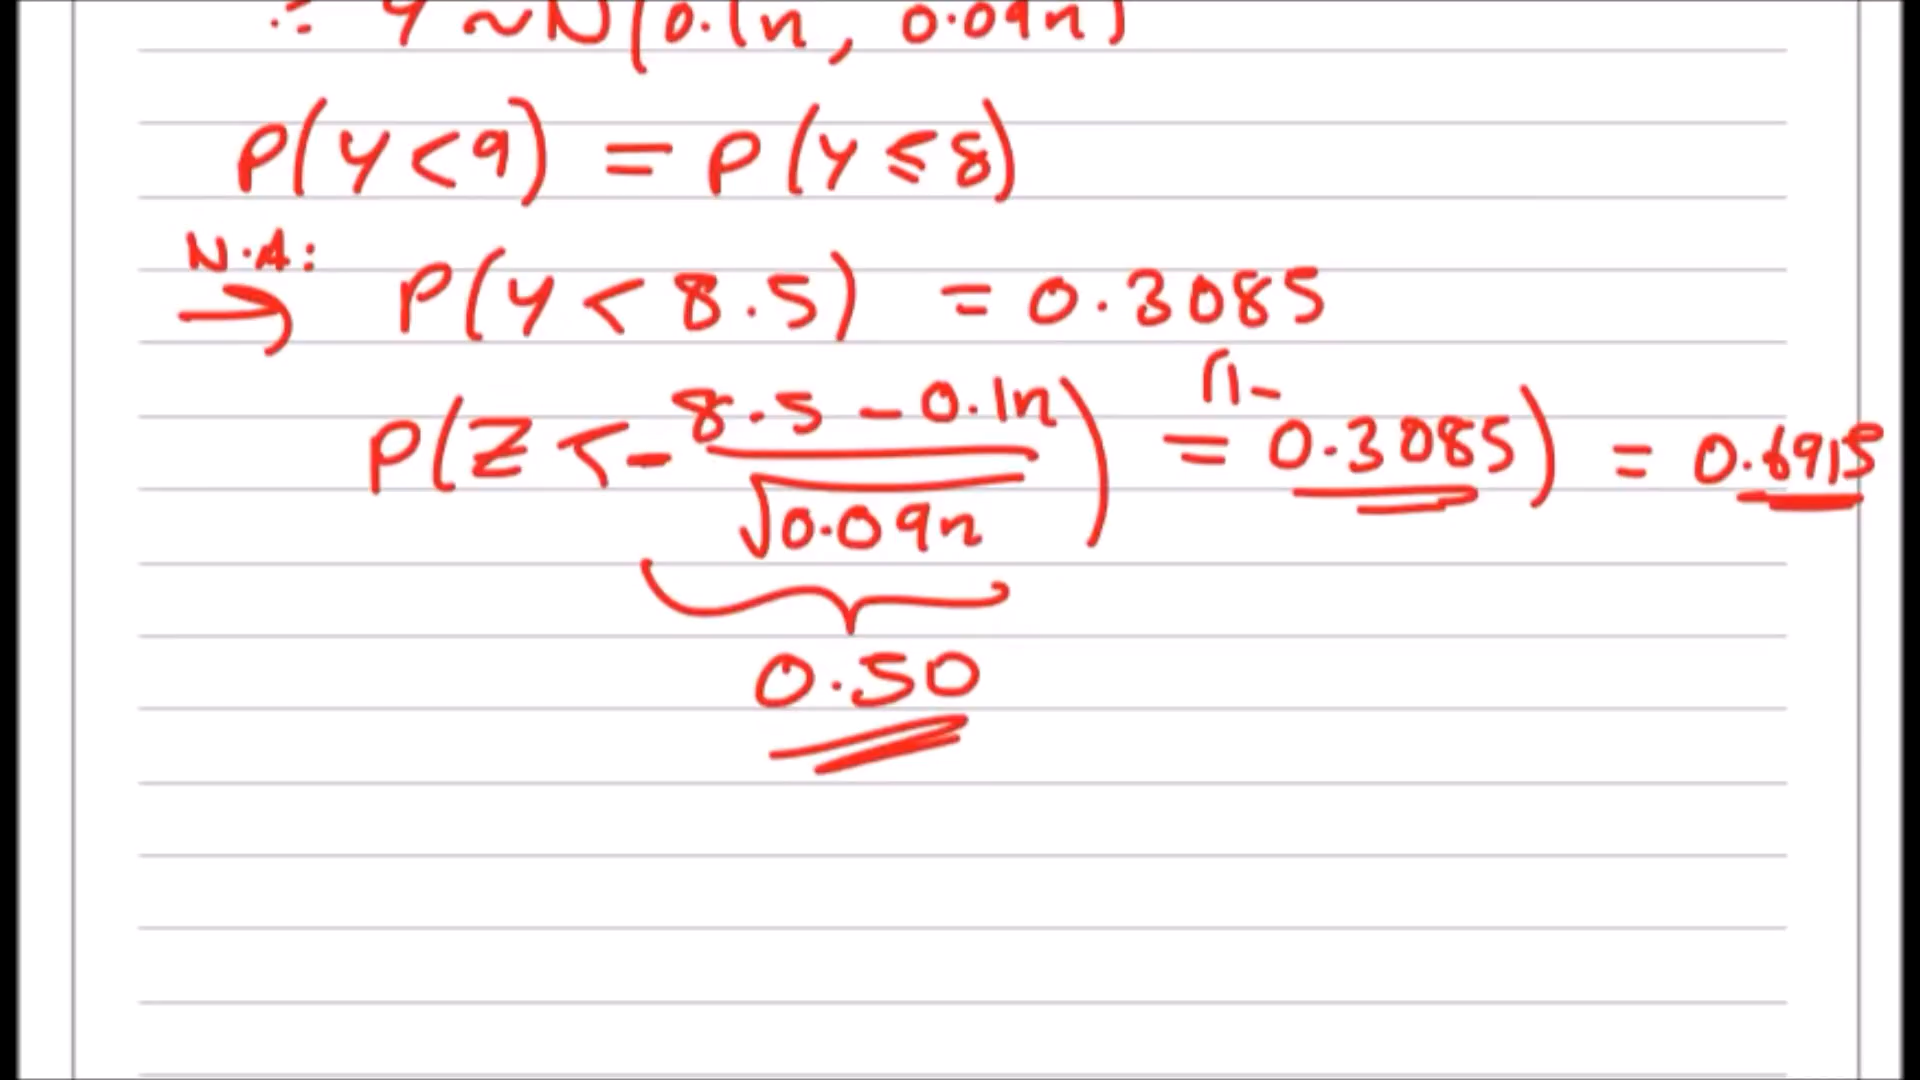 ∴ Y ~ N(0.1n, 0.09n)
P(Y < 9) = P(Y ≤ 8)
N.A:
→ P(Y < 8.5) = 0.3085
P(Z < - (8.5 - 0.1n) / √0.09n) = (1 - 0.3085) = 0.6915
0.50